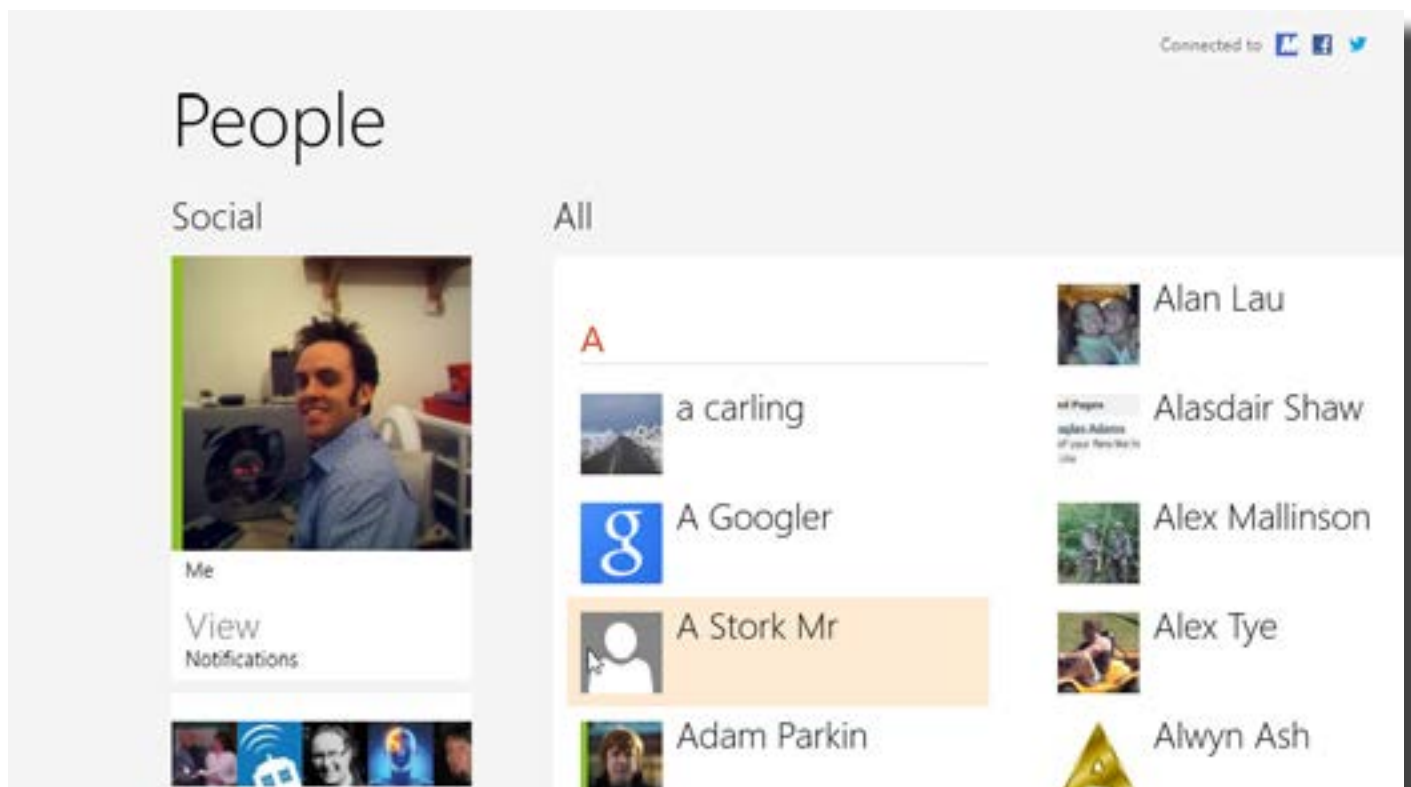 Connected to
People
Social
All
A
a carling
A Googler
A Stork Mr
Adam Parkin
Alan Lau
Alasdair Shaw
Alex Mallinson
Alex Tye
Alwyn Ash
Me
View
Notifications
g